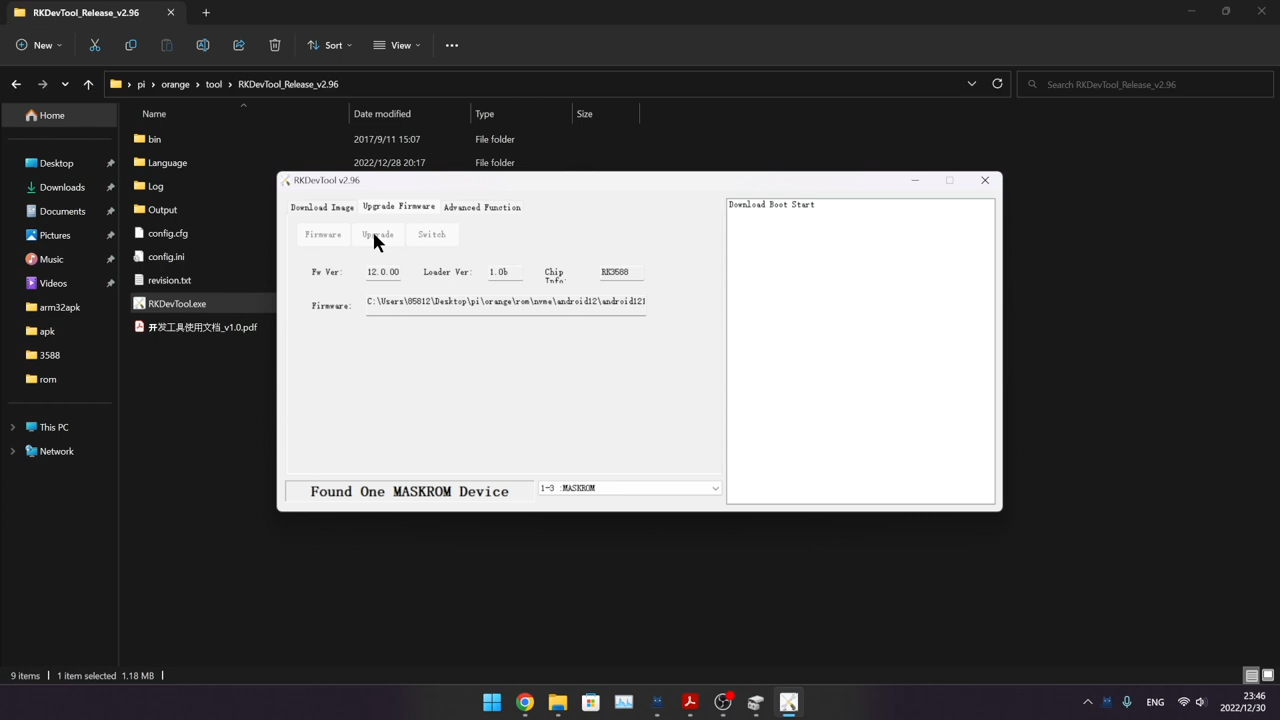 RKDevTool_Release_v2.96
New
Sort
View
pi
orange
tool
RKDevTool_Release_v2.96
Search RKDevTool_Release_v2.96
Home
Name
Date modified
Type
Size
Desktop
Downloads
Documents
Pictures
Music
Videos
arm32apk
apk
3588
rom
This PC
Network
bin
2017/9/11 15:07
File folder
Language
2022/12/28 20:17
File folder
Log
Output
config.cfg
config.ini
revision.txt
RKDevTool.exe
开发工具使用文档_v1.0.pdf
RKDevTool v2.96
Download Image
Upgrade Firmware
Advanced Function
Firmware
Upgrade
Switch
Fw Ver:
12.0.00
Loader Ver:
1.0b
Chip
Info:
RK3588
Firmware:
C:\Users\85812\Desktop\pi\orange\rom\nvme\android12\android12l
Found One MASKROM Device
1-3 :MASKROM
Download Boot Start
9 items
1 item selected 1.18 MB
ENG
23:46
2022/12/30